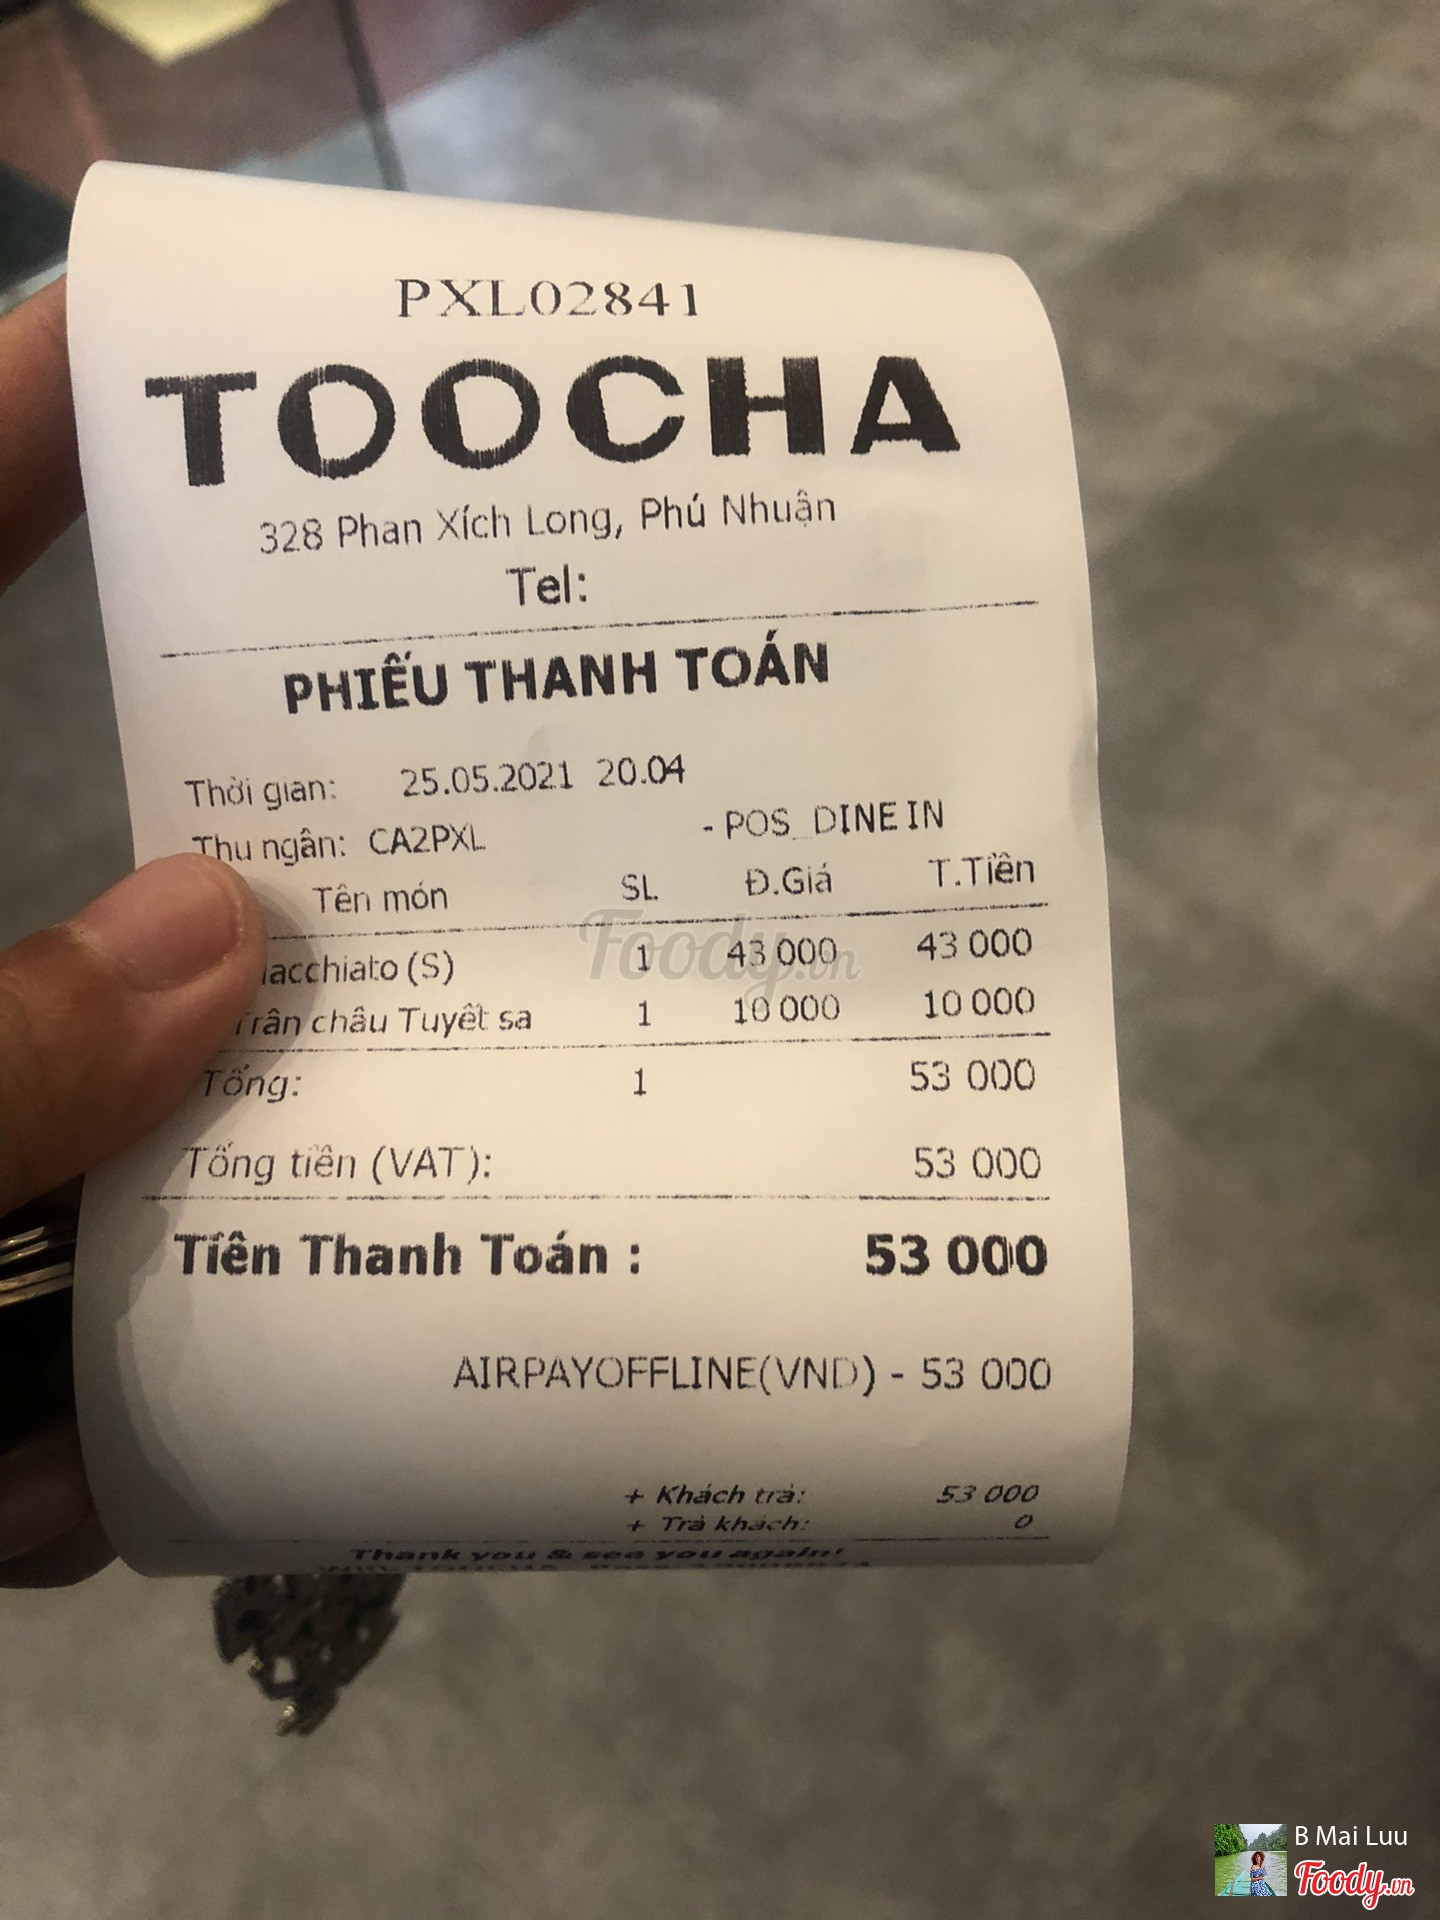 PXL02841
TOOCHA
328 Phan Xích Long, Phú Nhuận
Tel:
PHIẾU THANH TOÁN
Thời gian: 25.05.2021 20.04
Thu ngân: CA2PXL - POS_DINE IN
Tên món SL Đ.Giá T.Tiền
(S) 1 43 000 43 000
Trân châu Tuyết sa 1 10 000 10 000
Tổng: 1 53 000
Tổng tiền (VAT): 53 000
Tiền Thanh Toán : 53 000
AIRPAYOFFLINE(VND) - 53 000
+ Khách trả: 53 000
+ Trả khách: 0
Thank you & see you again!
Foody.vn
B Mai Luu
Foody.vn